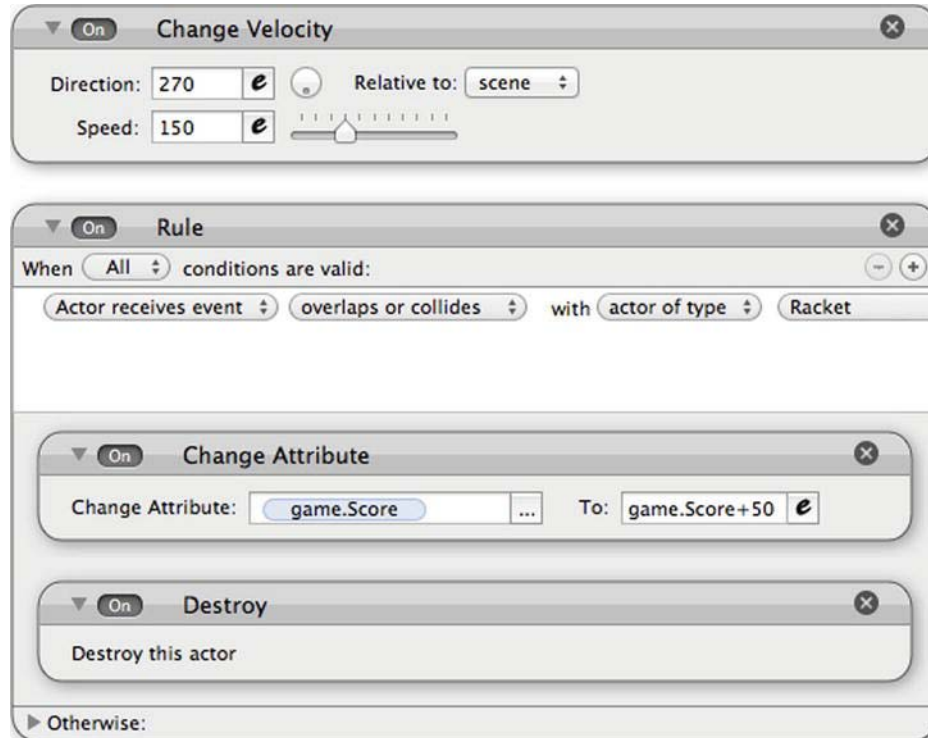 On Change Velocity
Direction: 270 e Relative to: scene
Speed: 150 e
On Rule
When All conditions are valid:
Actor receives event overlaps or collides with actor of type Racket
On Change Attribute
Change Attribute: game.Score ... To: game.Score+50 e
On Destroy
Destroy this actor
Otherwise: